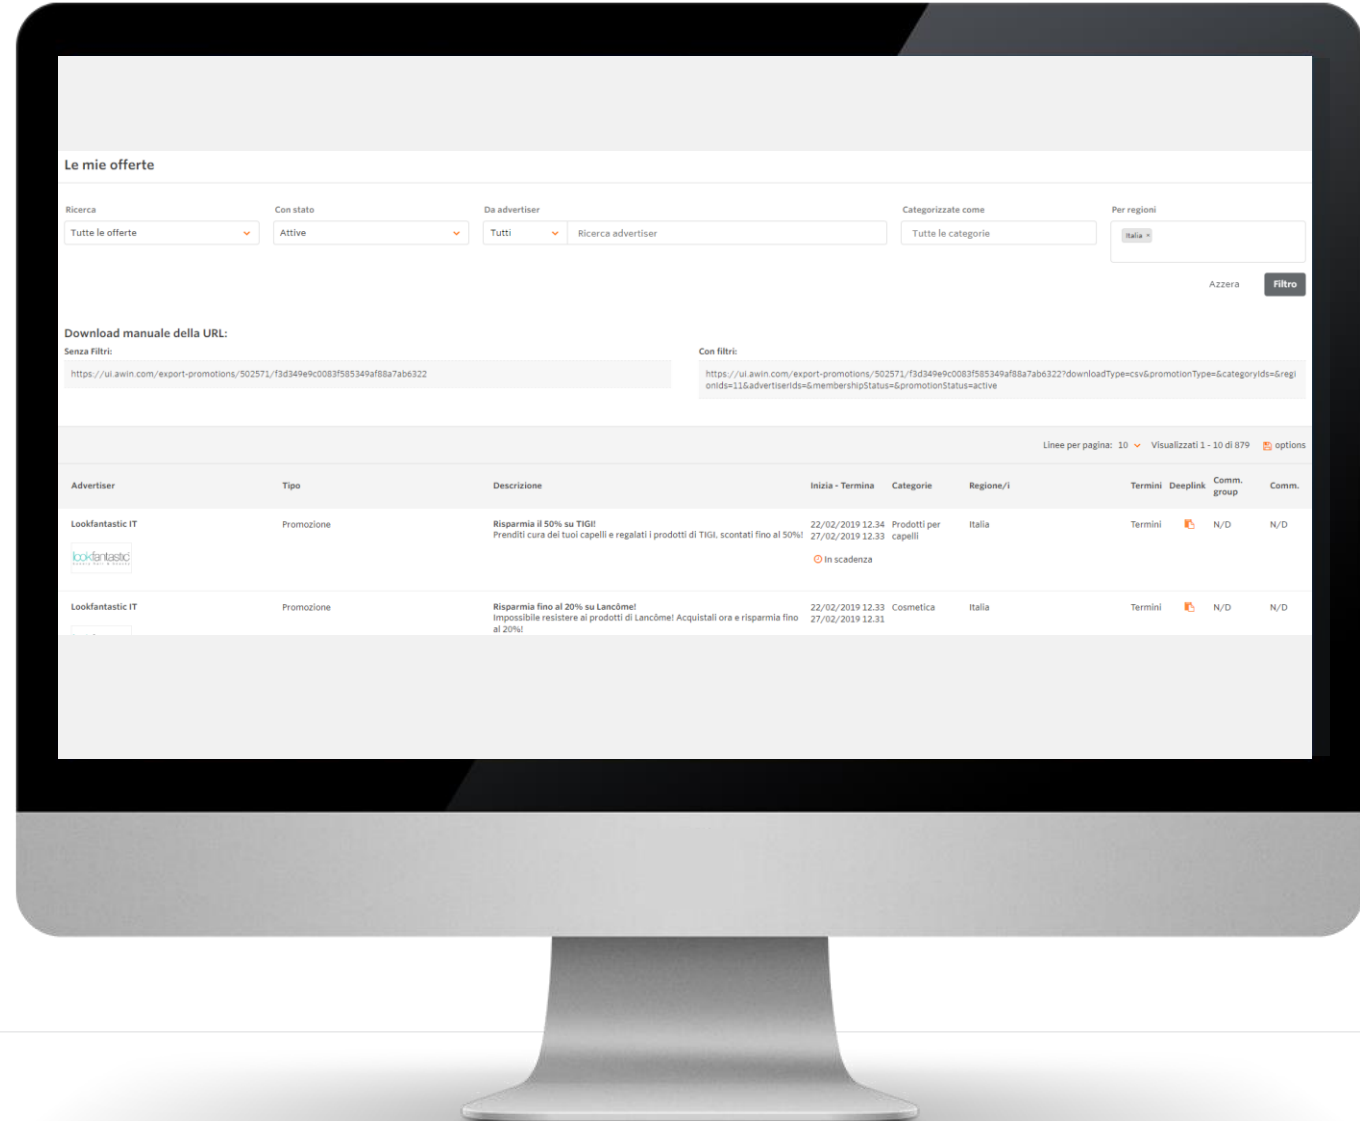 Le mie offerte
Ricerca
Con stato
Da advertiser
Categorizzate come
Per regioni
Tutte le offerte
Attive
Tutti
Ricerca advertiser
Tutte le categorie
Italia ×
Azzera
Filtro
Download manuale della URL:
Senza Filtri:
Con filtri:
https://ui.awin.com/export-promotions/502571/f3d349e9c0083f585349af88a7ab6322
https://ui.awin.com/export-promotions/502571/f3d349e9c0083f585349af88a7ab6322?downloadType=csv&promotionType=&categoryIds=&regi
onIds=11&advertiserIds=&membershipStatus=&promotionStatus=active
Linee per pagina: 10 Visualizzati 1 - 10 di 879 options
Advertiser
Tipo
Descrizione
Inizia - Termina
Categorie
Regione/i
Termini
Deeplink
Comm.
group
Comm.
Lookfantastic IT
Promozione
Risparmia il 50% su TIGI!
Prenditi cura dei tuoi capelli e regalati i prodotti di TIGI, scontati fino al 50%!
22/02/2019 12.34
27/02/2019 12.33
In scadenza
Prodotti per
capelli
Italia
Termini
N/D
N/D
lookfantastic
Lookfantastic IT
Promozione
Risparmia fino al 20% su Lancôme!
Impossibile resistere ai prodotti di Lancôme! Acquistali ora e risparmia fino
al 20%!
22/02/2019 12.33
27/02/2019 12.31
Cosmetica
Italia
Termini
N/D
N/D